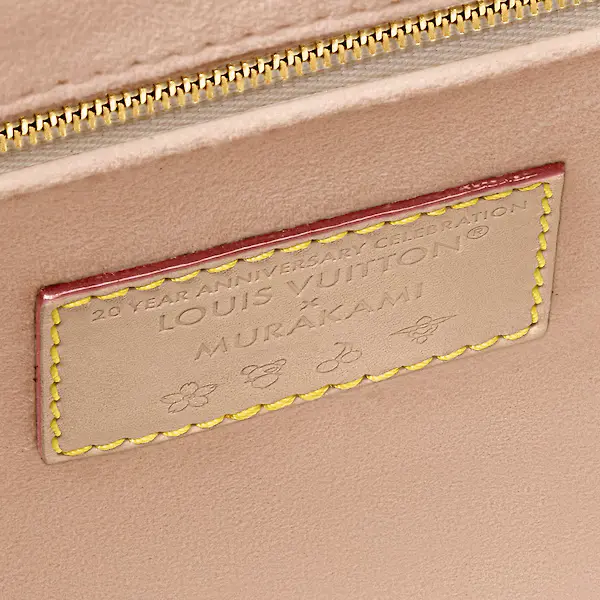 20 YEAR ANNIVERSARY CELEBRATION
LOUIS VUITTON®
×
MURAKAMI